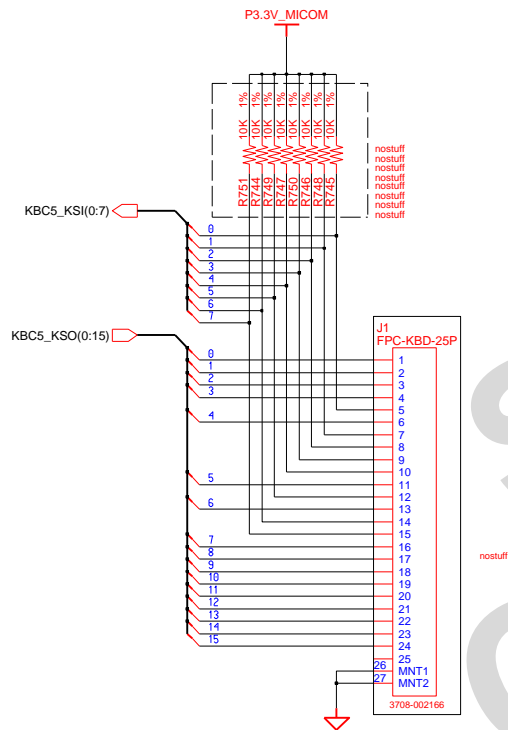 P3.3V_MICOM
10K 1%
10K 1%
10K 1%
10K 1%
10K 1%
10K 1%
10K 1%
10K 1%
nostuff
nostuff
nostuff
nostuff
nostuff
nostuff
nostuff
nostuff
R751
R744
R749
R747
R750
R746
R748
R745
KBC5_KSI(0:7)
0
1
2
3
4
5
6
7
KBC5_KSO(0:15)
0
1
2
3
4
5
6
7
8
9
10
11
12
13
14
15
J1
FPC-KBD-25P
1
2
3
4
5
6
7
8
9
10
11
12
13
14
15
16
17
18
19
20
21
22
23
24
25
26 MNT1
27 MNT2
3708-002166
nostuff